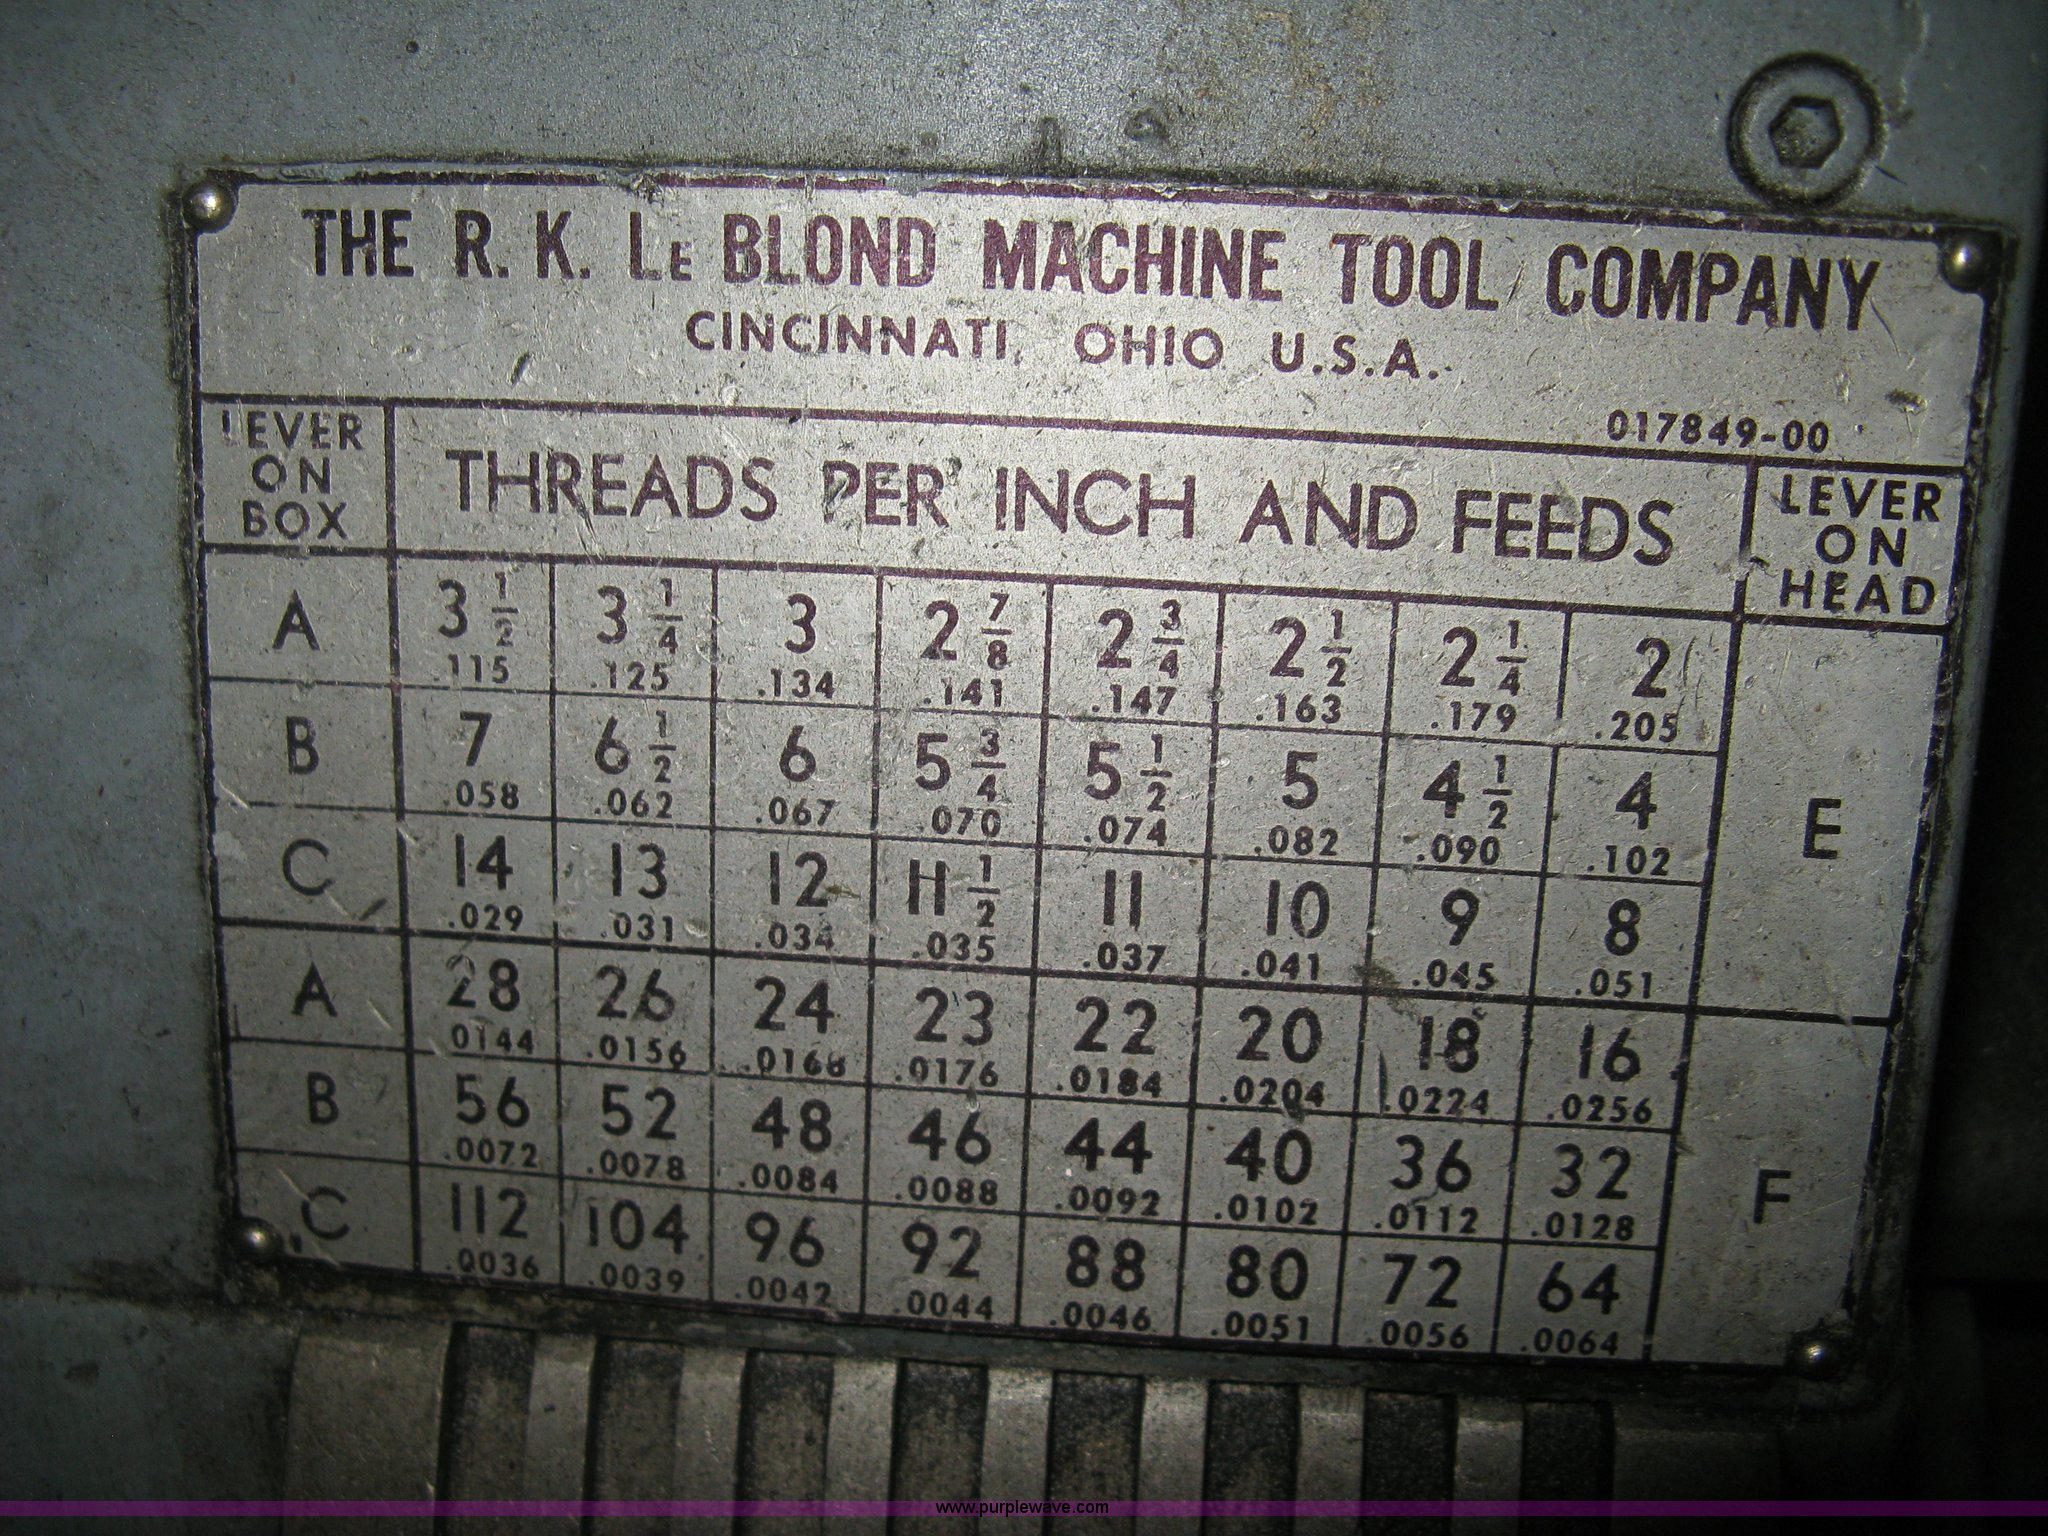 THE R. K. LE BLOND MACHINE TOOL COMPANY
CINCINNATI, OHIO U.S.A.
017849-00
LEVER ON BOX THREADS PER INCH AND FEEDS LEVER ON HEAD
A 3 1/2 3 1/4 3 2 7/8 2 3/4 2 1/2 2 1/4 2
.115 .125 .134 .141 .147 .163 .179 .205
B 7 6 1/2 6 5 3/4 5 1/2 5 4 1/2 4 E
.058 .062 .067 .070 .074 .082 .090 .102
C 14 13 12 11 1/2 11 10 9 8
.029 .031 .034 .035 .037 .041 .045 .051
A 28 26 24 23 22 20 18 16
.0144 .0156 .0168 .0176 .0184 .0204 .0224 .0256
B 56 52 48 46 44 40 36 32 F
.0072 .0078 .0084 .0088 .0092 .0102 .0112 .0128
C 112 104 96 92 88 80 72 64
.0036 .0039 .0042 .0044 .0046 .0051 .0056 .0064
www.purplewave.com